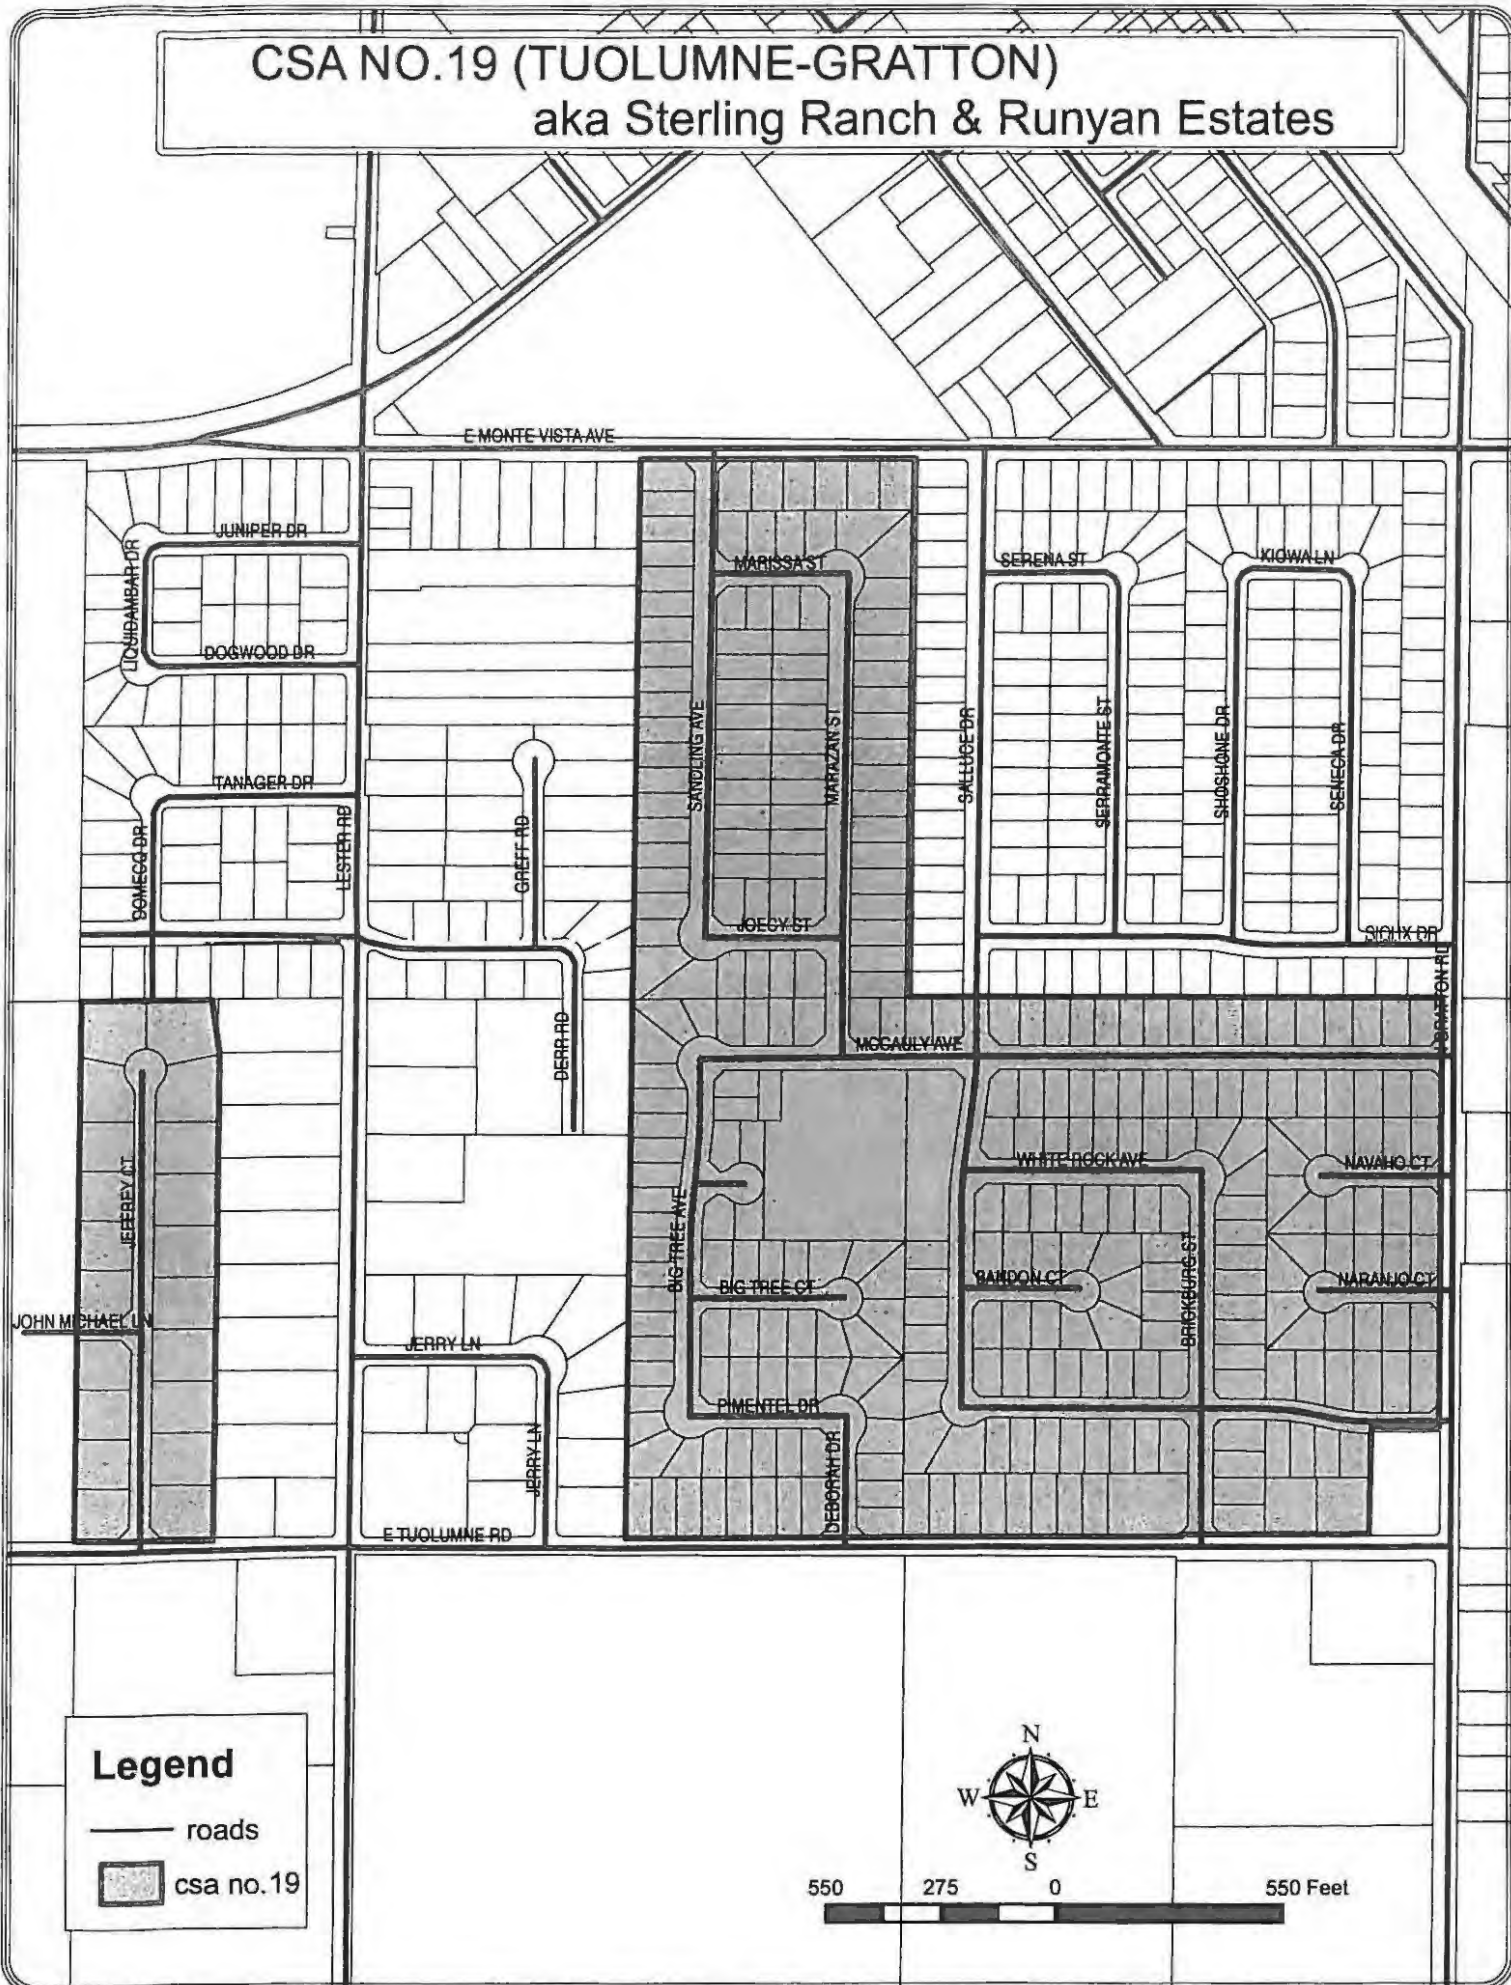 CSA NO.19 (TUOLUMNE-GRATTON)
aka Sterling Ranch & Runyan Estates
E MONTE VISTA AVE
JUNIPER DR
LIQUIDAMBAR DR
DOGWOOD DR
MARISSA ST
SERENA ST
KIOWA LN
TANAGER DR
DOMECQ DR
LESTER RD
GREFF RD
SANDLING AVE
MARAZAN ST
SALLUCE DR
SERRAMONTE ST
SHOSHONE DR
SENECA DR
JOECY ST
SIOUX DR
GRATTON RD
DERR RD
MCCAULY AVE
JEFFREY CT
WHITE ROCK AVE
NAVAHO CT
BIG TREE AVE
BIG TREE CT
BANDON CT
BRICKBURG ST
NARANJO CT
JOHN MICHAEL LN
JERRY LN
JERRY LN
PIMENTEL DR
DEBORAH DR
E TUOLUMNE RD
Legend
roads
csa no.19
N
W E
S
550 275 0 550 Feet